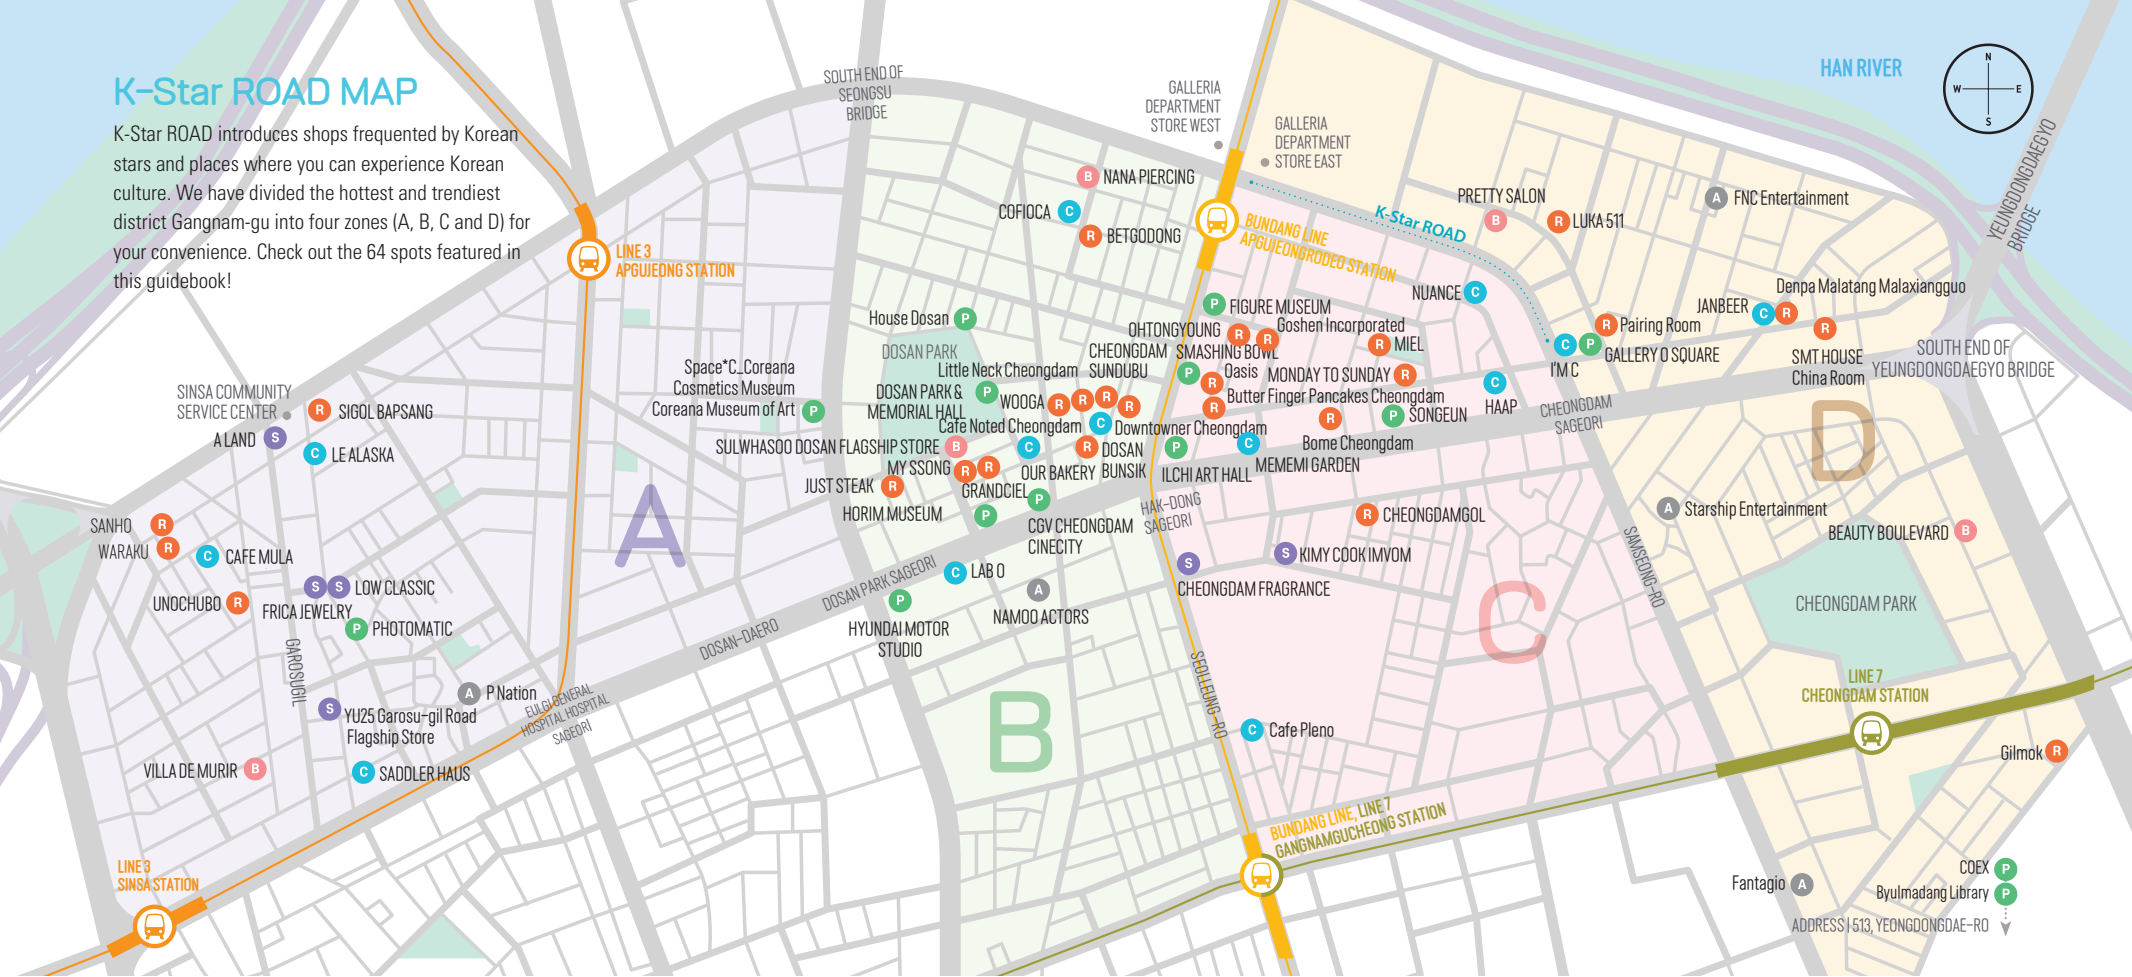 K-Star ROAD MAP
K-Star ROAD introduces shops frequented by Korean
stars and places where you can experience Korean
culture. We have divided the hottest and trendiest
district Gangnam-gu into four zones (A, B, C and D) for
your convenience. Check out the 64 spots featured in
this guidebook!
SOUTH END OF
SEONGSU
BRIDGE
GALLERIA
DEPARTMENT
STORE WEST
GALLERIA
DEPARTMENT
STORE EAST
HAN RIVER
N
W
E
S
YEUNGDONGDAEGYO
BRIDGE
LINE 3
APGUJEONG STATION
B
NANA PIERCING
COFIOCA
C
R
BETGODONG
BUNDANG LINE
APGUJEONGRODEO STATION
K-Star ROAD
PRETTY SALON
B
R
LUKA 511
A
FNC Entertainment
NUANCE
C
Denpa Malatang Malaxiangguo
JANBEER
C
R
R
SMT HOUSE
China Room
SOUTH END OF
YEUNGDONGDAEGYO BRIDGE
R
Pairing Room
C
P
GALLERY O SQUARE
I'M C
House Dosan
P
P
FIGURE MUSEUM
OHTONGYOUNG
R
R
Goshen Incorporated
SMASHING BOWL
R
MIEL
DOSAN PARK
Little Neck Cheongdam
P
CHEONGDAM
SUNDUBU
P
R
Oasis
MONDAY TO SUNDAY
R
C
HAAP
Space*C_Coreana
Cosmetics Museum
Coreana Museum of Art
P
DOSAN PARK &
MEMORIAL HALL
WOOGA
R
R
R
R
R
Butter Finger Pancakes Cheongdam
R
Bome Cheongdam
P
SONGEUN
CHEONGDAM
SAGEORI
Cafe Noted Cheongdam
C
Downtowner Cheongdam
SULWHASOO DOSAN FLAGSHIP STORE
B
C
OUR BAKERY
R
DOSAN
BUNSIK
P
ILCHI ART HALL
C
MEMEMI GARDEN
MY SSONG
R
R
GRANDCIEL
JUST STEAK
R
HORIM MUSEUM
P
P
CGV CHEONGDAM
CINECITY
HAK-DONG
SAGEORI
SINSA COMMUNITY
SERVICE CENTER
R
SIGOL BAPSANG
A LAND
S
C
LE ALASKA
A
D
SANHO
R
WARAKU
R
C
CAFE MULA
S
S
LOW CLASSIC
UNOCHUBO
R
FRICA JEWELRY
P
PHOTOMATIC
GAROSUGIL
DOSAN PARK SAGEORI
C
LAB O
P
HYUNDAI MOTOR
STUDIO
A
NAMOO ACTORS
DOSAN-DAERO
R
CHEONGDAMGOL
S
KIMY COOK IMVOM
S
CHEONGDAM FRAGRANCE
C
SAMSEONG-RO
A
Starship Entertainment
BEAUTY BOULEVARD
B
CHEONGDAM PARK
LINE 7
CHEONGDAM STATION
A
P Nation
EULGI GENERAL
HOSPITAL HOSPITAL
SAGEORI
S
YU25 Garosu-gil Road
Flagship Store
VILLA DE MURIR
B
C
SADDLER HAUS
B
SEOLLEUNG-RO
C
Cafe Pleno
Gilmok
R
BUNDANG LINE, LINE 7
GANGNAMGUCHEONG STATION
LINE 3
SINSA STATION
Fantagio
A
COEX
P
Byulmadang Library
P
ADDRESS | 513, YEONGDONGDAE-RO